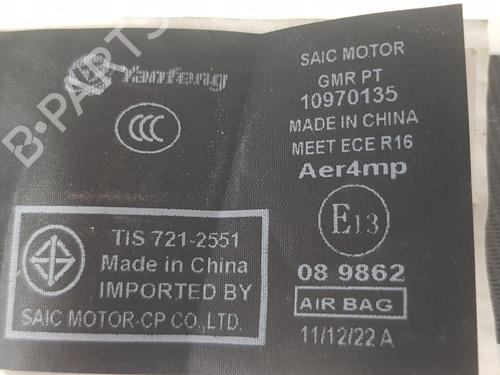 Yanfeng
CCC
TiS 721-2551
Made in China
IMPORTED BY
SAIC MOTOR-CP CO.,LTD.
SAIC MOTOR
GMR PT
10970135
MADE IN CHINA
MEET ECE R16
Aer4mp
E13
08 9862
AIR BAG
11/12/22 A
B-PARTS